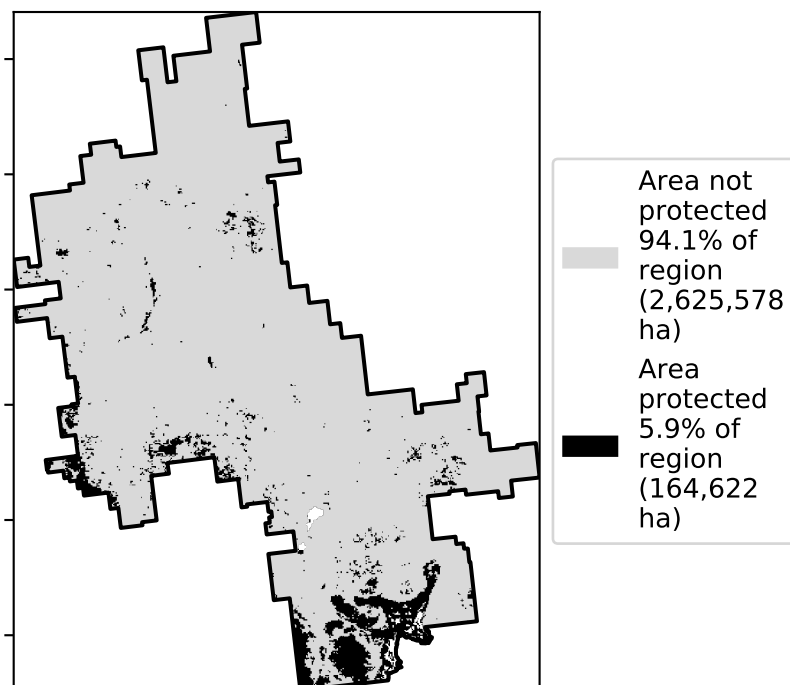 Area not
protected
94.1% of
region
(2,625,578
ha)
Area
protected
5.9% of
region
(164,622
ha)